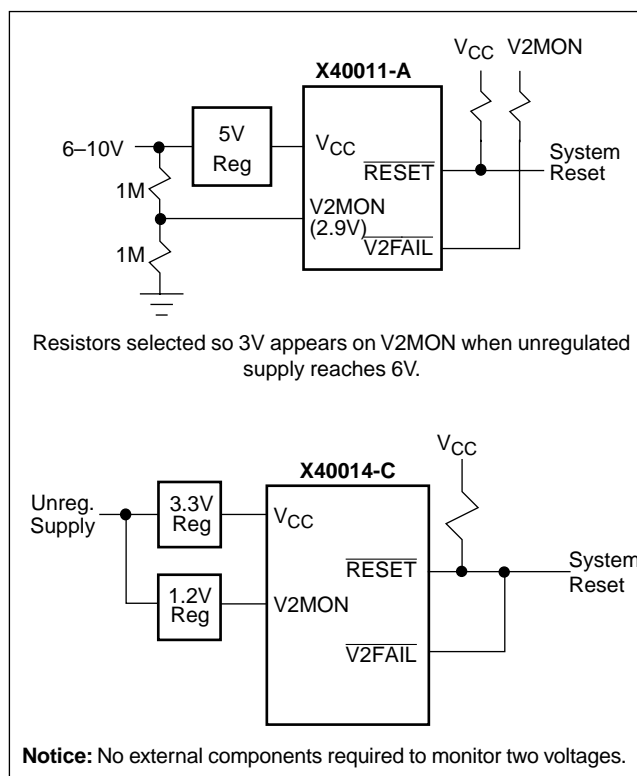 X40011-A
VCC
V2MON
6–10V
5V
Reg
VCC
RESET
System
Reset
1M
V2MON
(2.9V)
V2FAIL
1M
Resistors selected so 3V appears on V2MON when unregulated
supply reaches 6V.
X40014-C
VCC
Unreg.
Supply
3.3V
Reg
VCC
RESET
System
Reset
1.2V
Reg
V2MON
V2FAIL
Notice: No external components required to monitor two voltages.